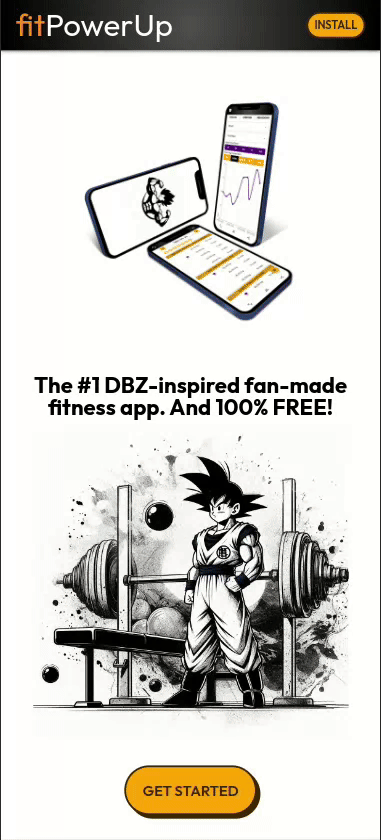 fitPowerUp
INSTALL
The #1 DBZ-inspired fan-made
fitness app. And 100% FREE!
GET STARTED